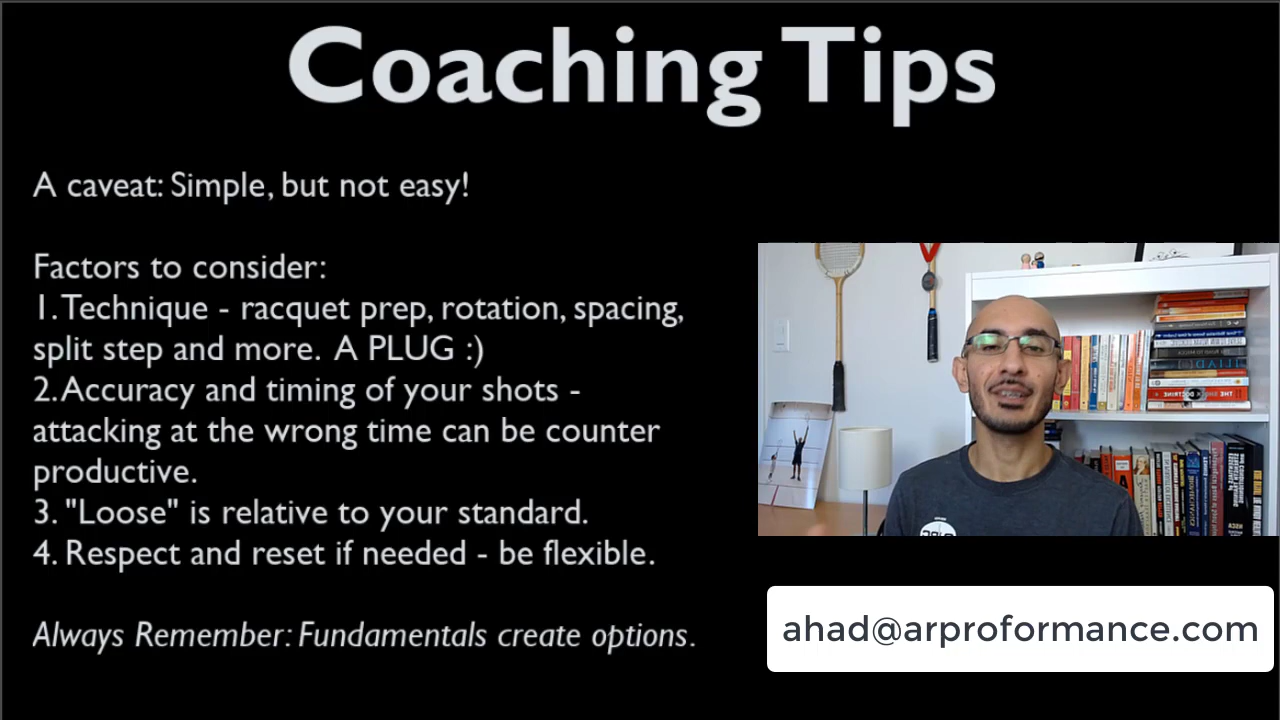 Coaching Tips
A caveat: Simple, but not easy!
Factors to consider:
1. Technique - racquet prep, rotation, spacing,
split step and more. A PLUG :)
2. Accuracy and timing of your shots -
attacking at the wrong time can be counter
productive.
3. "Loose" is relative to your standard.
4. Respect and reset if needed - be flexible.
Always Remember: Fundamentals create options.
ahad@arproformance.com